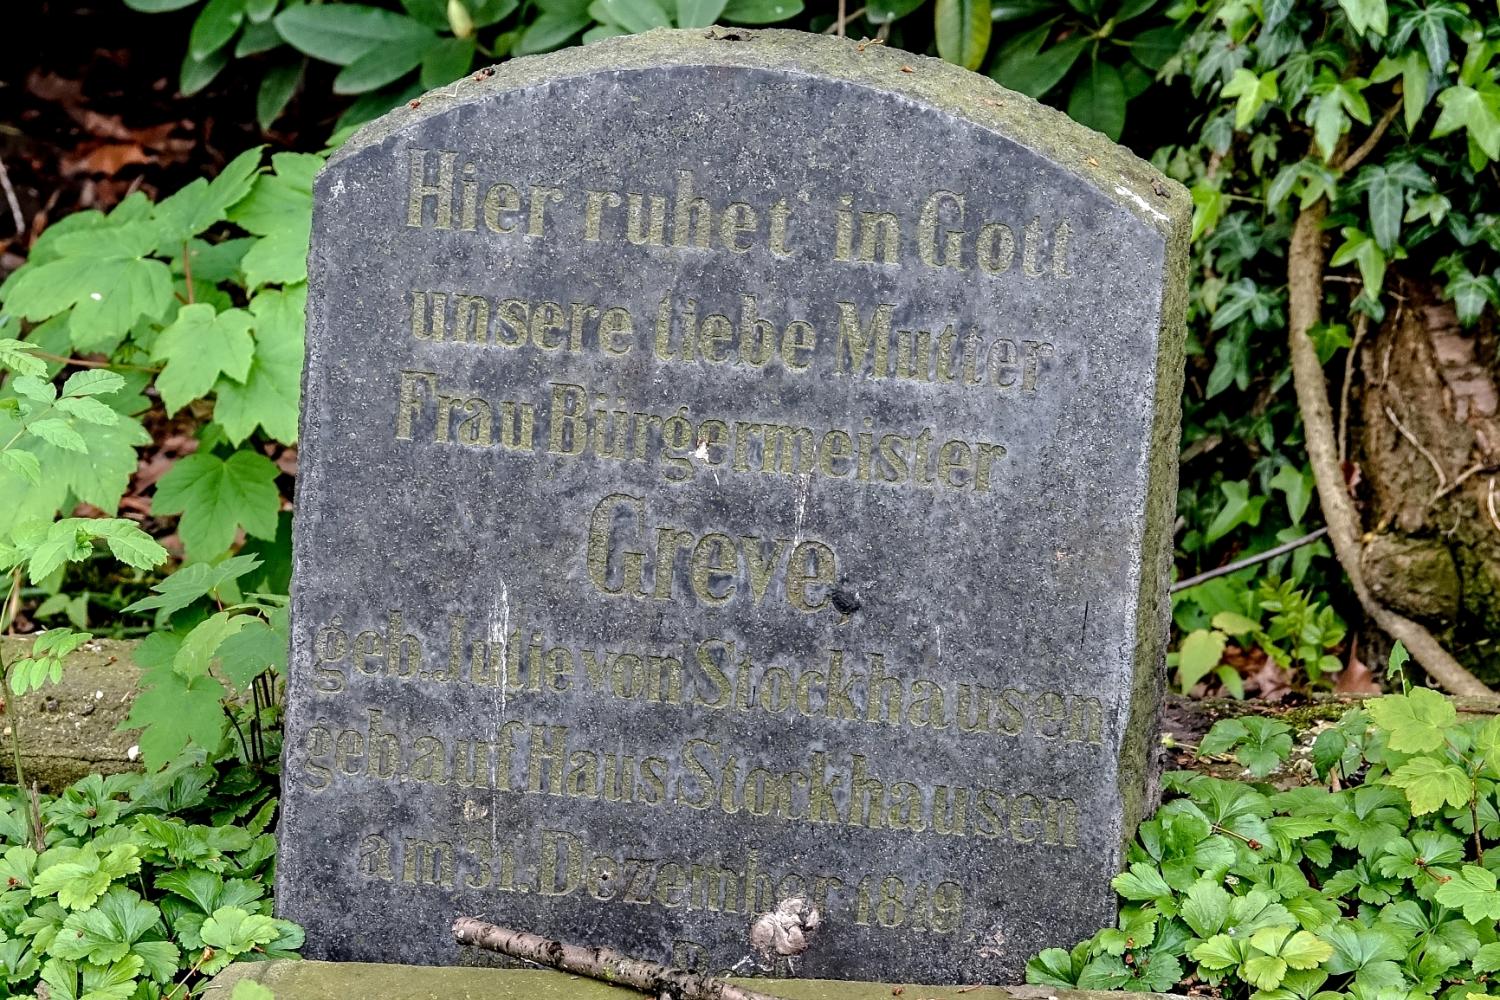 Hier ruhet in Gott
unsere liebe Mutter
Frau Bürgermeister
Greve,
geb. Julie von Stockhausen
geb. auf Haus Stockhausen
am 31. Dezember 1819,